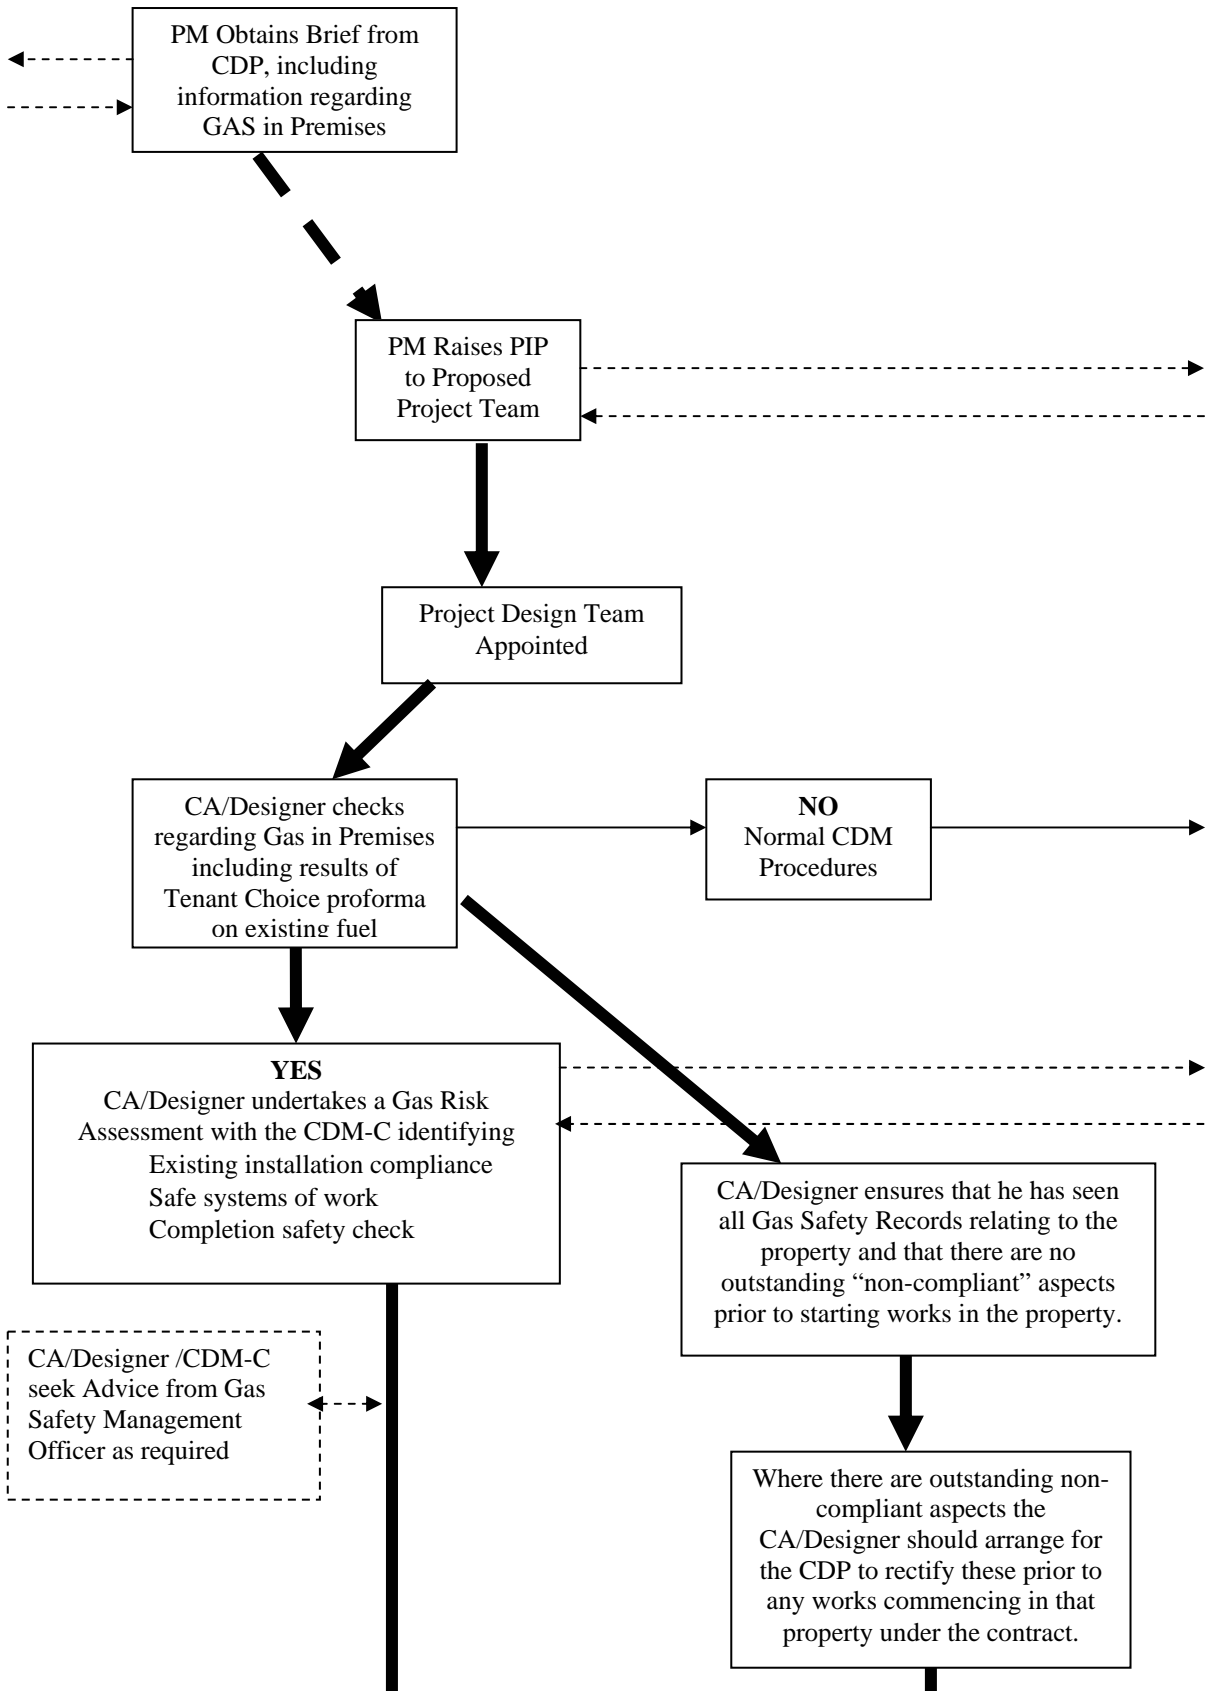 PM Obtains Brief from
CDP, including
information regarding
GAS in Premises
PM Raises PIP
to Proposed
Project Team
Project Design Team
Appointed
CA/Designer checks
regarding Gas in Premises
including results of
Tenant Choice proforma
on existing fuel
NO
Normal CDM
Procedures
YES
CA/Designer undertakes a Gas Risk
Assessment with the CDM-C identifying
Existing installation compliance
Safe systems of work
Completion safety check
CA/Designer ensures that he has seen
all Gas Safety Records relating to the
property and that there are no
outstanding “non-compliant” aspects
prior to starting works in the property.
CA/Designer /CDM-C
seek Advice from Gas
Safety Management
Officer as required
Where there are outstanding non-
compliant aspects the
CA/Designer should arrange for
the CDP to rectify these prior to
any works commencing in that
property under the contract.